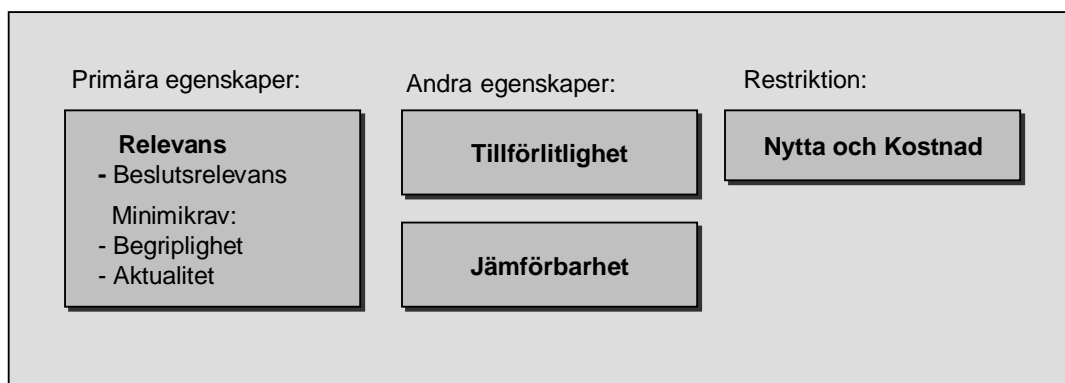 Primära egenskaper:
Relevans
- Beslutsrelevans
Minimikrav:
- Begriplighet
- Aktualitet
Andra egenskaper:
Tillförlitlighet
Jämförbarhet
Restriktion:
Nytta och Kostnad